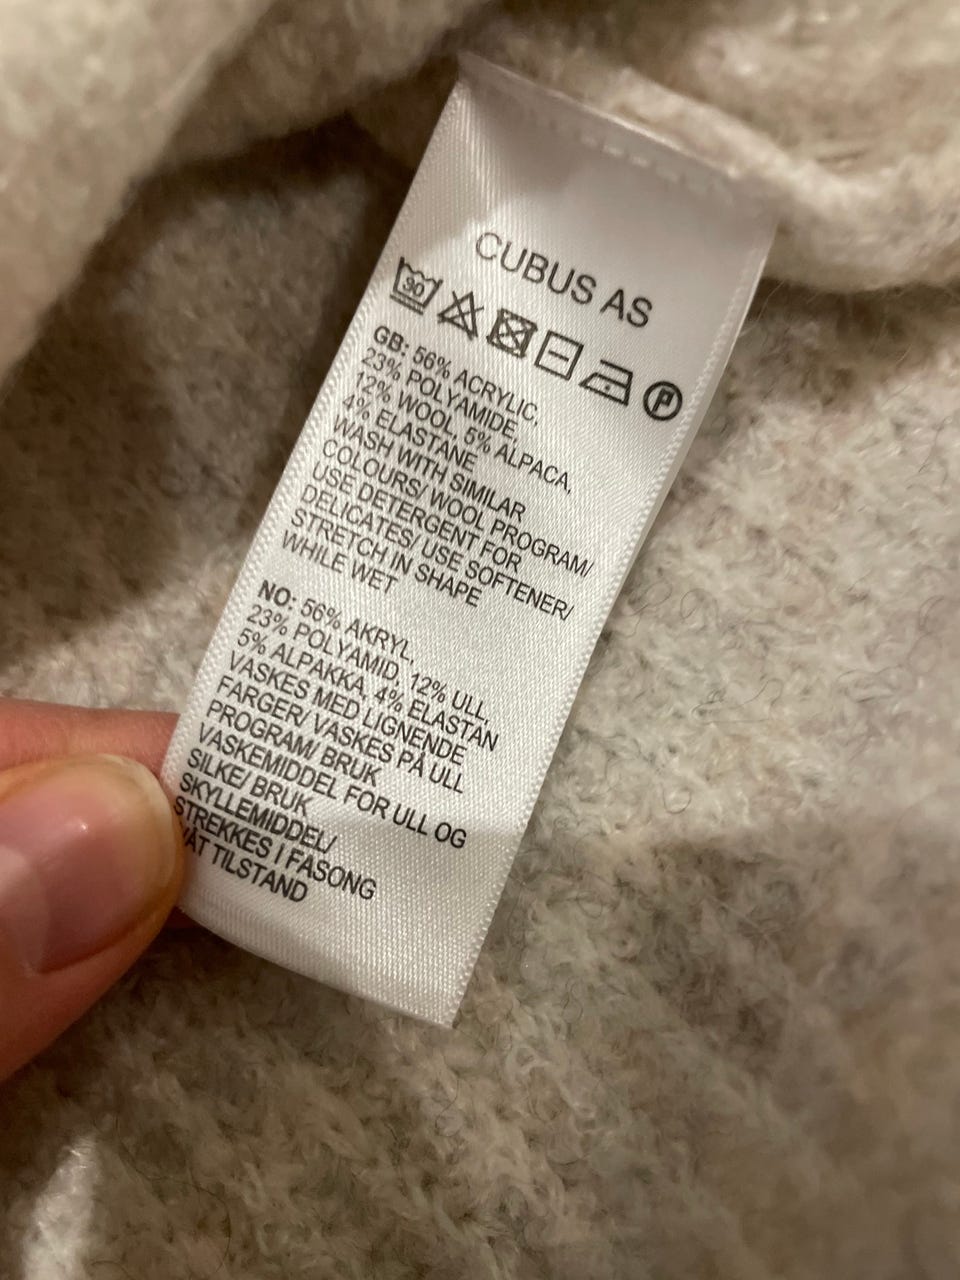 CUBUS AS
30
P
GB: 56% ACRYLIC,
23% POLYAMIDE,
12% WOOL, 5% ALPACA,
4% ELASTANE
WASH WITH SIMILAR
COLOURS/ WOOL PROGRAM/
USE DETERGENT FOR
DELICATES/ USE SOFTENER/
STRETCH IN SHAPE
WHILE WET
NO: 56% AKRYL,
23% POLYAMID, 12% ULL,
5% ALPAKKA, 4% ELASTAN
VASKES MED LIGNENDE
FARGER/ VASKES PÅ ULL
PROGRAM/ BRUK
VASKEMIDDEL FOR ULL OG
SILKE/ BRUK
SKYLLEMIDDEL/
STREKKES I FASONG
VÅT TILSTAND